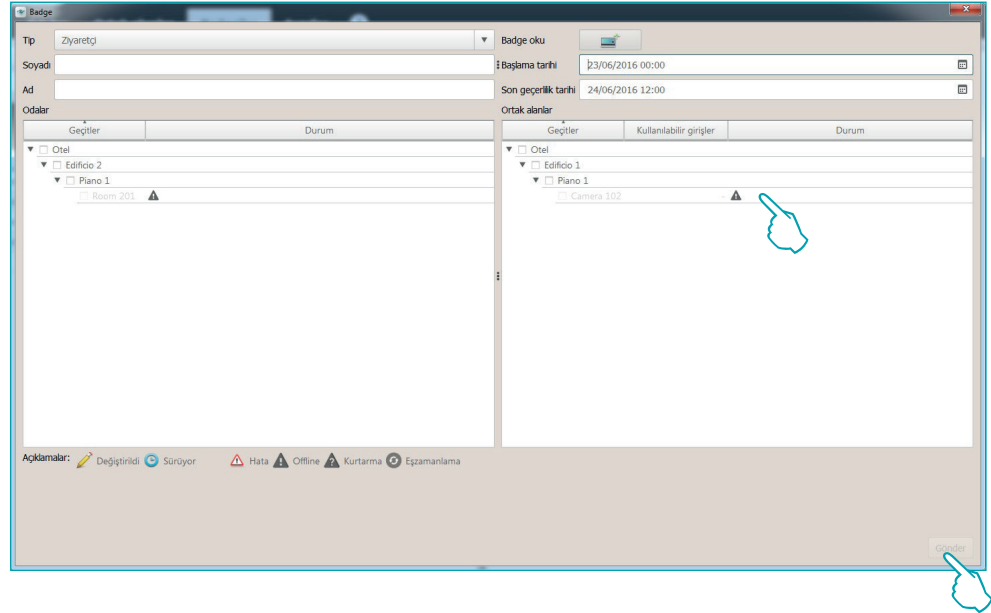 Badge
Tip Ziyaretçi Badge oku
Soyadı Başlama tarihi 23/06/2016 00:00
Ad Son geçerlik tarihi 24/06/2016 12:00
Odalar Ortak alanlar
Geçitler Durum Geçitler Kullanılabilir girişler Durum
Otel Otel
Edificio 2 Edificio 1
Piano 1 Piano 1
Room 201 Camera 102 -
Açıklamalar: Değiştirildi Sürüyor Hata Offline Kurtarma Eşzamanlama
Gönder